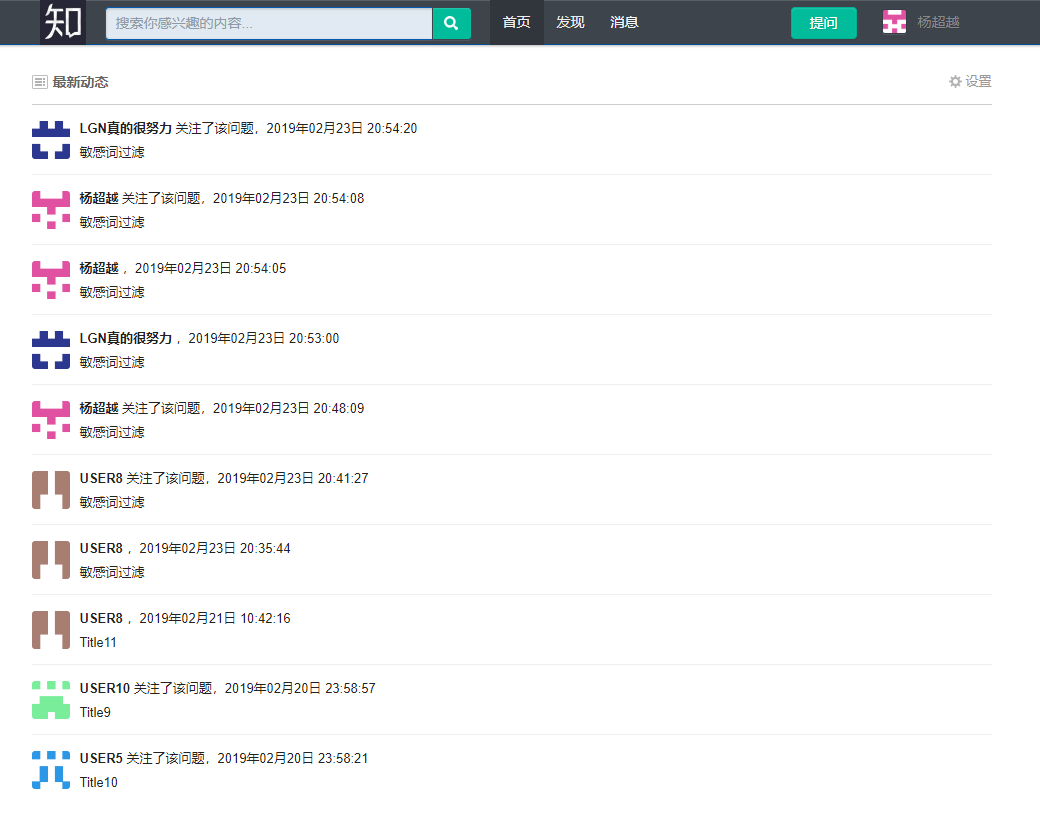 知 搜索你感兴趣的内容... 首页 发现 消息 提问 杨超越
最新动态 设置
LGN真的很努力 关注了该问题，2019年02月23日 20:54:20
敏感词过滤
杨超越 关注了该问题，2019年02月23日 20:54:08
敏感词过滤
杨超越 ，2019年02月23日 20:54:05
敏感词过滤
LGN真的很努力 ，2019年02月23日 20:53:00
敏感词过滤
杨超越 关注了该问题，2019年02月23日 20:48:09
敏感词过滤
USER8 关注了该问题，2019年02月23日 20:41:27
敏感词过滤
USER8 ，2019年02月23日 20:35:44
敏感词过滤
USER8 ，2019年02月21日 10:42:16
Title11
USER10 关注了该问题，2019年02月20日 23:58:57
Title9
USER5 关注了该问题，2019年02月20日 23:58:21
Title10